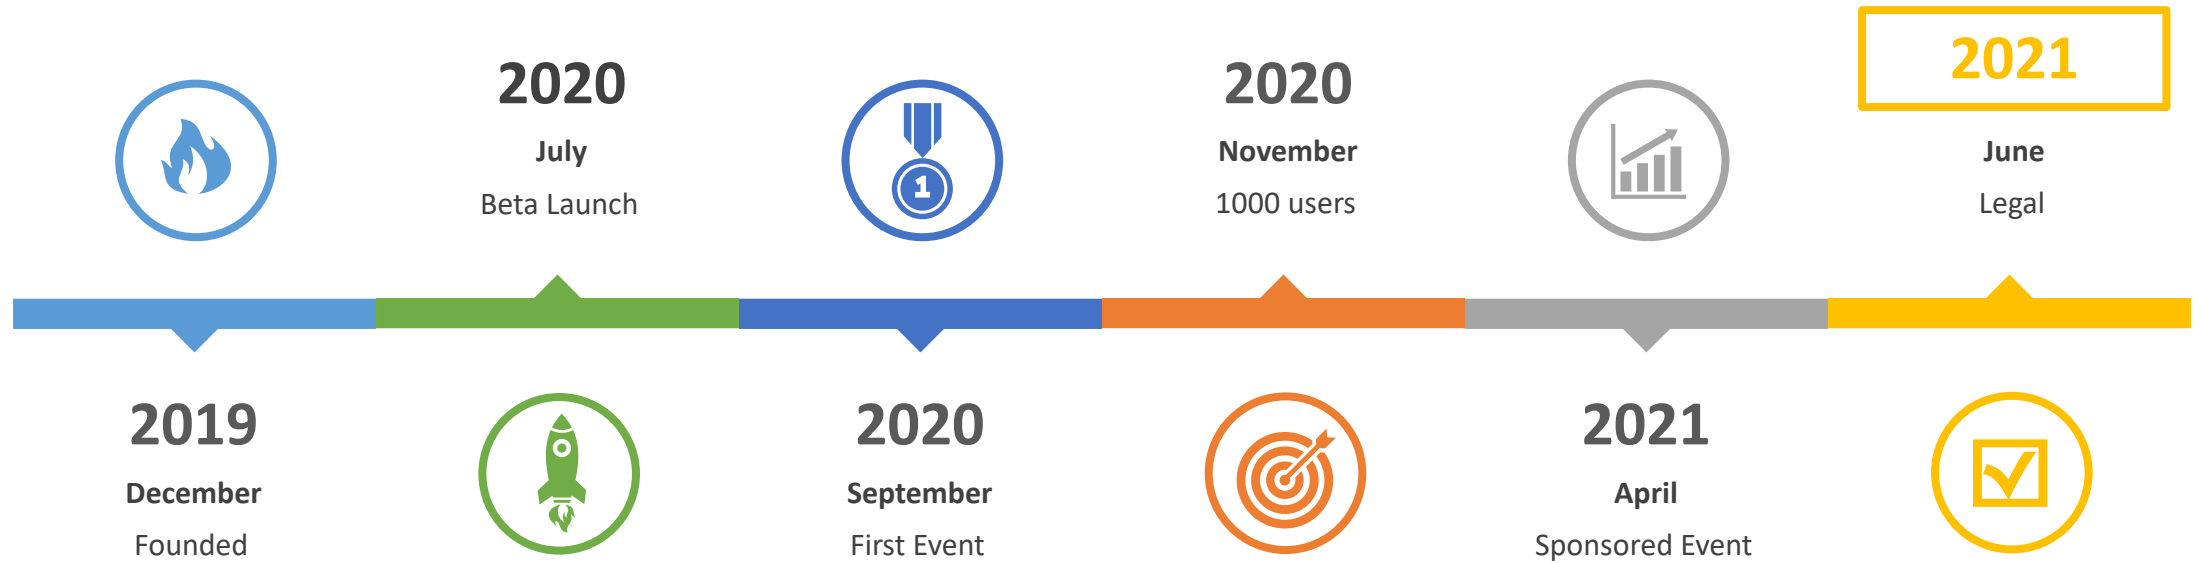 2020
July
Beta Launch
1
2020
November
1000 users
2021
June
Legal
2019
December
Founded
2020
September
First Event
2021
April
Sponsored Event